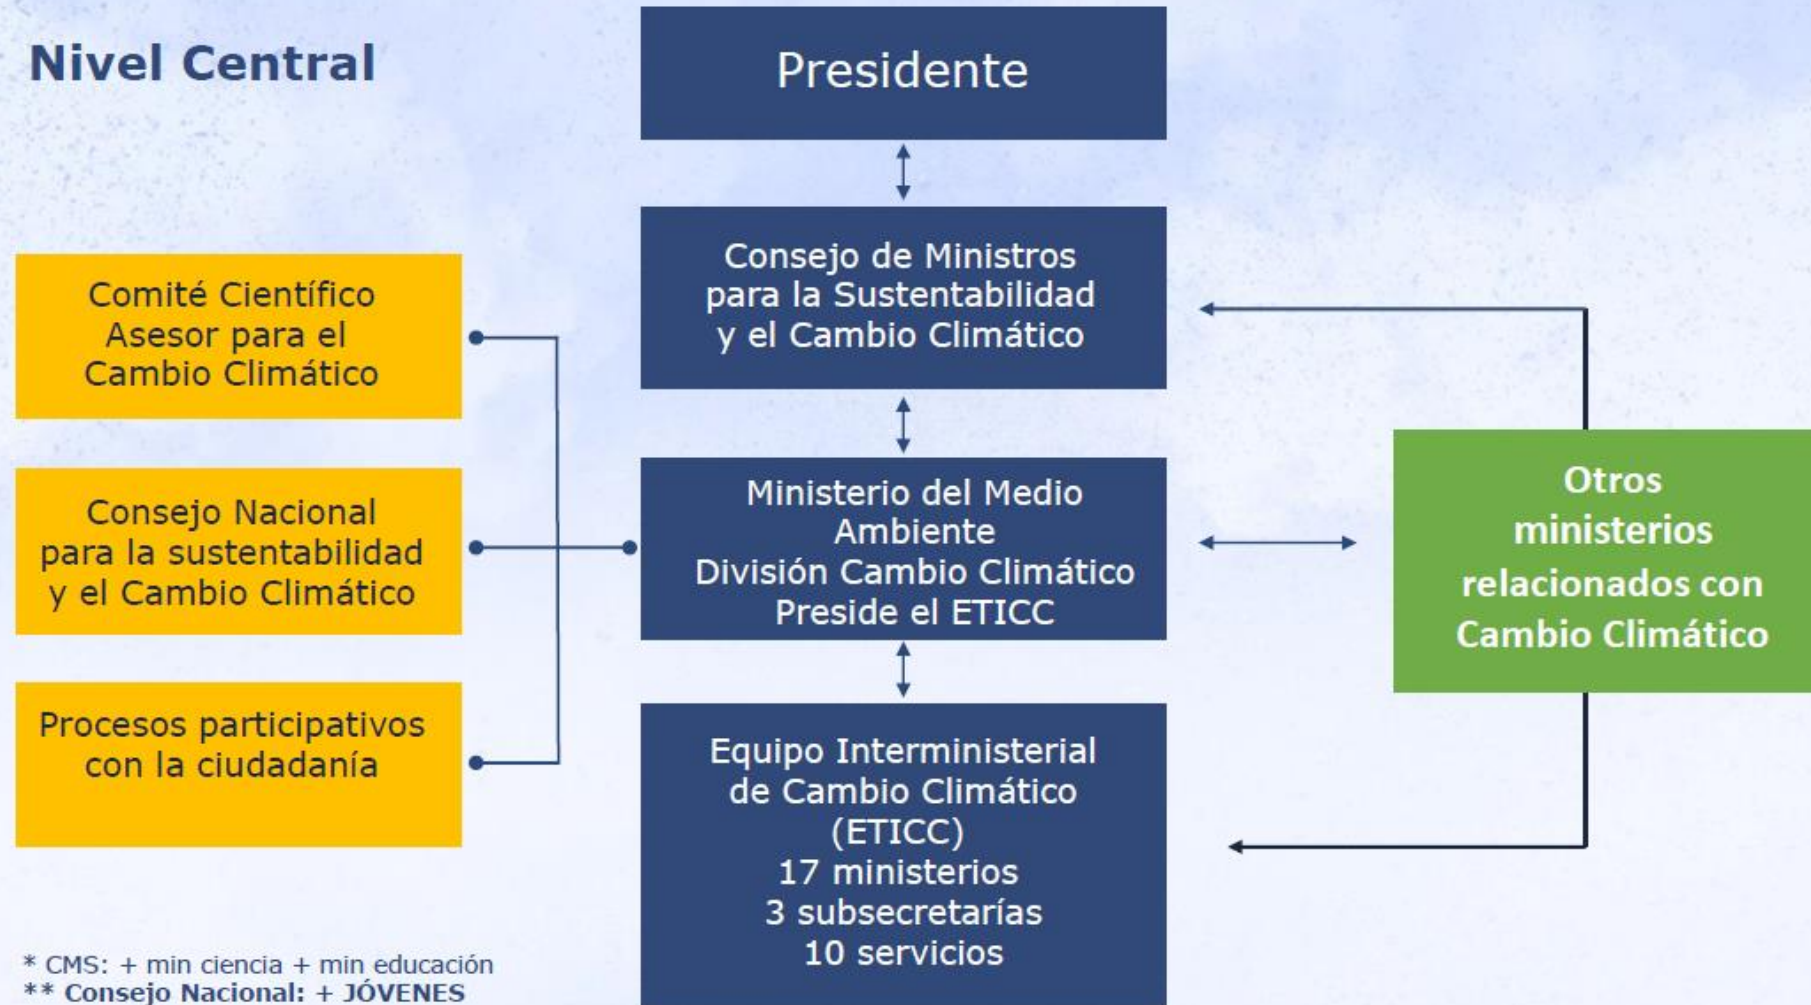 Nivel Central
Presidente
Consejo de Ministros
para la Sustentabilidad
y el Cambio Climático
Comité Científico
Asesor para el
Cambio Climático
Consejo Nacional
para la sustentabilidad
y el Cambio Climático
Procesos participativos
con la ciudadanía
Ministerio del Medio
Ambiente
División Cambio Climático
Preside el ETICC
Otros
ministerios
relacionados con
Cambio Climático
Equipo Interministerial
de Cambio Climático
(ETICC)
17 ministerios
3 subsecretarías
10 servicios
* CMS: + min ciencia + min educación
** Consejo Nacional: + JÓVENES